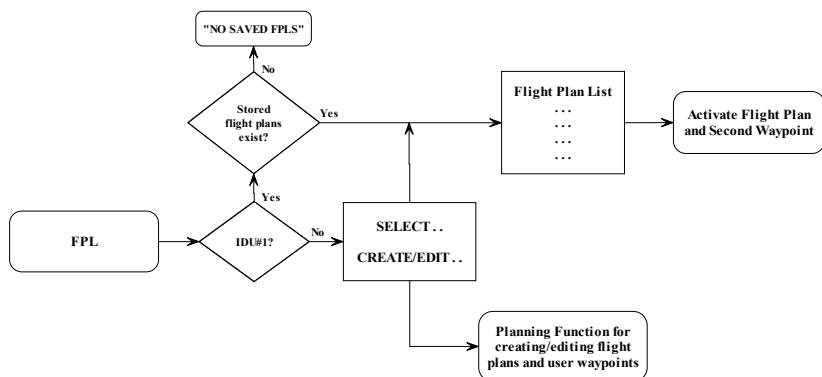 "NO SAVED FPLS"
No
Stored
flight plans
exist?
Yes
Flight Plan List
. . .
. . .
. . .
. . .
Activate Flight Plan
and Second Waypoint
Yes
FPL
IDU#1?
No
SELECT . .
CREATE/EDIT . .
Planning Function for
creating/editing flight
plans and user waypoints